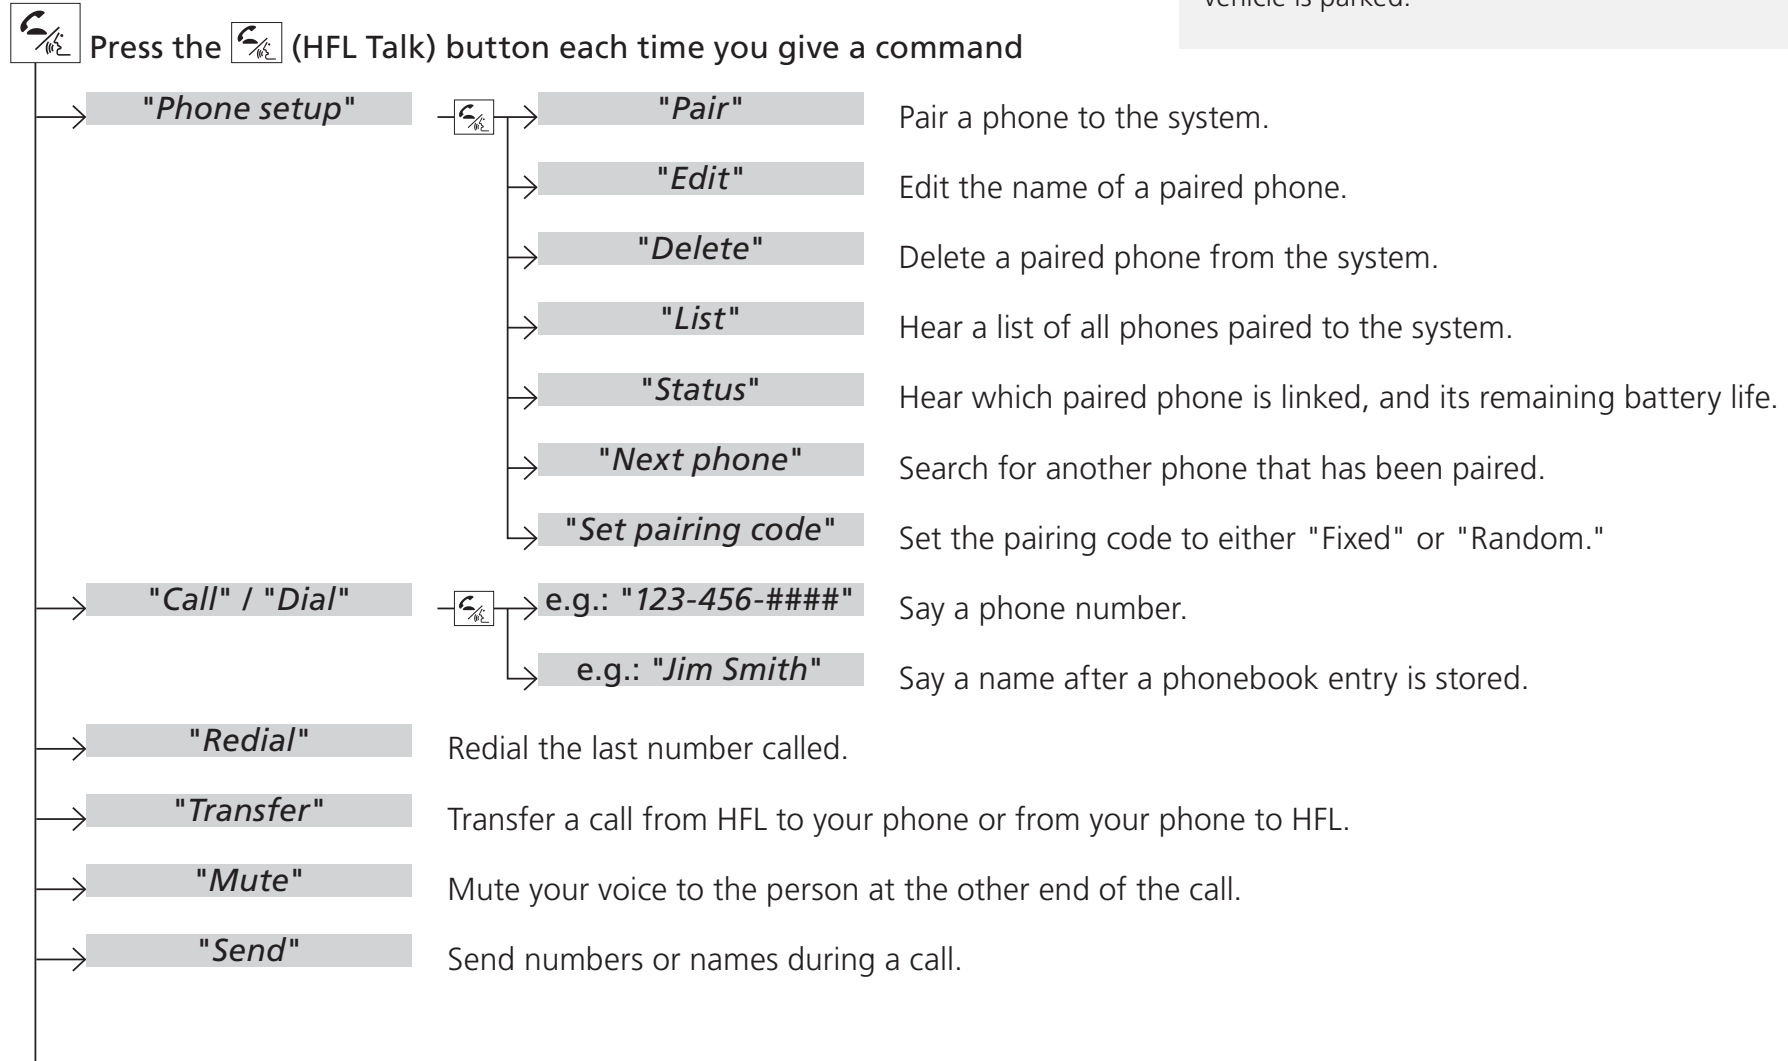 vehicle is parked.
Press the (HFL Talk) button each time you give a command
"Phone setup"
"Pair" Pair a phone to the system.
"Edit" Edit the name of a paired phone.
"Delete" Delete a paired phone from the system.
"List" Hear a list of all phones paired to the system.
"Status" Hear which paired phone is linked, and its remaining battery life.
"Next phone" Search for another phone that has been paired.
"Set pairing code" Set the pairing code to either "Fixed" or "Random."
"Call" / "Dial"
e.g.: "123-456-####" Say a phone number.
e.g.: "Jim Smith" Say a name after a phonebook entry is stored.
"Redial" Redial the last number called.
"Transfer" Transfer a call from HFL to your phone or from your phone to HFL.
"Mute" Mute your voice to the person at the other end of the call.
"Send" Send numbers or names during a call.